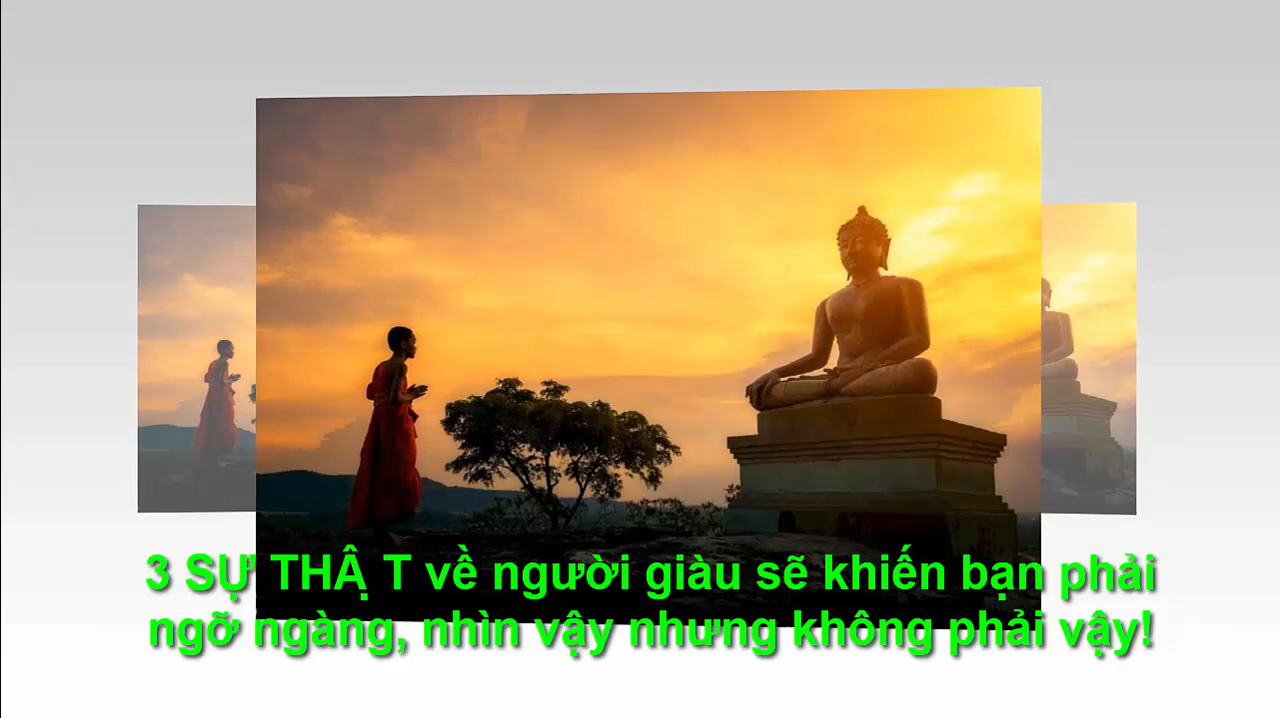 3 SỰ THẬ T về người giàu sẽ khiến bạn phải
ngỡ ngàng, nhìn vậy nhưng không phải vậy!